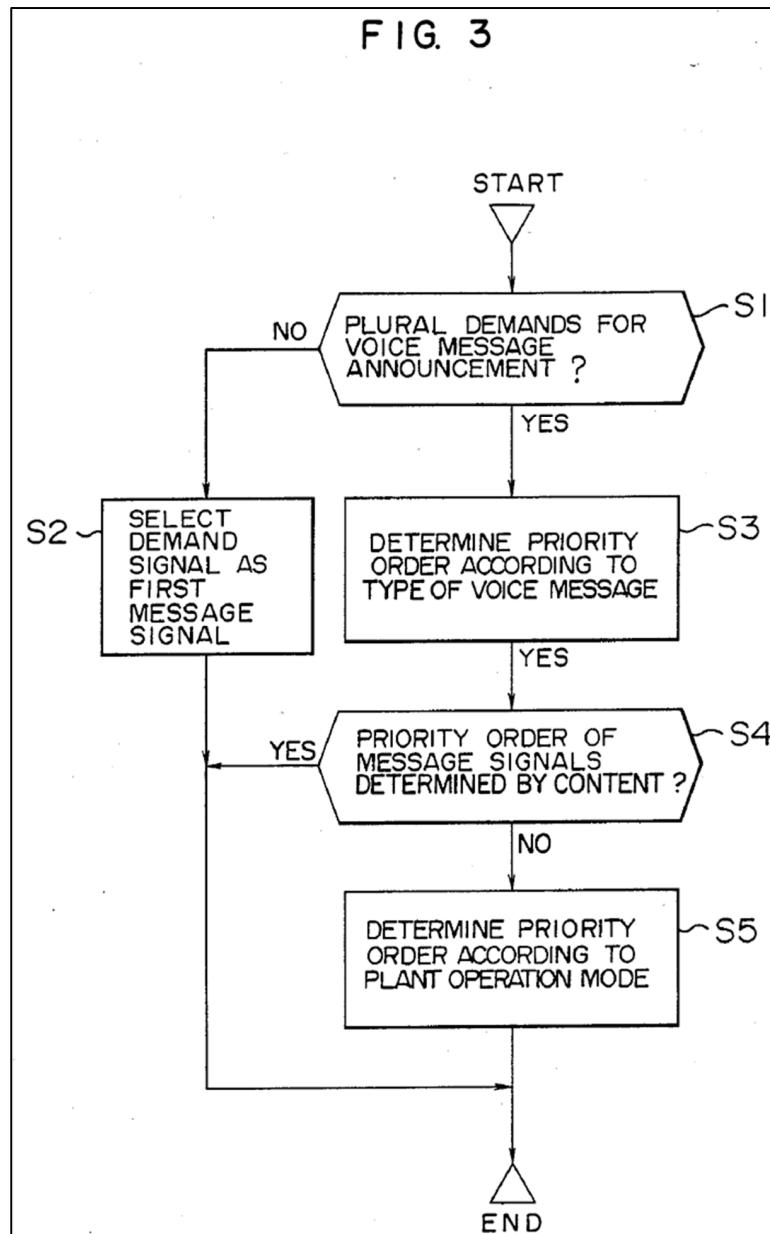 FIG. 3
START
S1
PLURAL DEMANDS FOR
VOICE MESSAGE
ANNOUNCEMENT ?
NO
YES
S2
SELECT
DEMAND
SIGNAL AS
FIRST
MESSAGE
SIGNAL
S3
DETERMINE PRIORITY
ORDER ACCORDING TO
TYPE OF VOICE MESSAGE
YES
S4
PRIORITY ORDER OF
MESSAGE SIGNALS
DETERMINED BY CONTENT ?
YES
NO
S5
DETERMINE PRIORITY
ORDER ACCORDING TO
PLANT OPERATION MODE
END